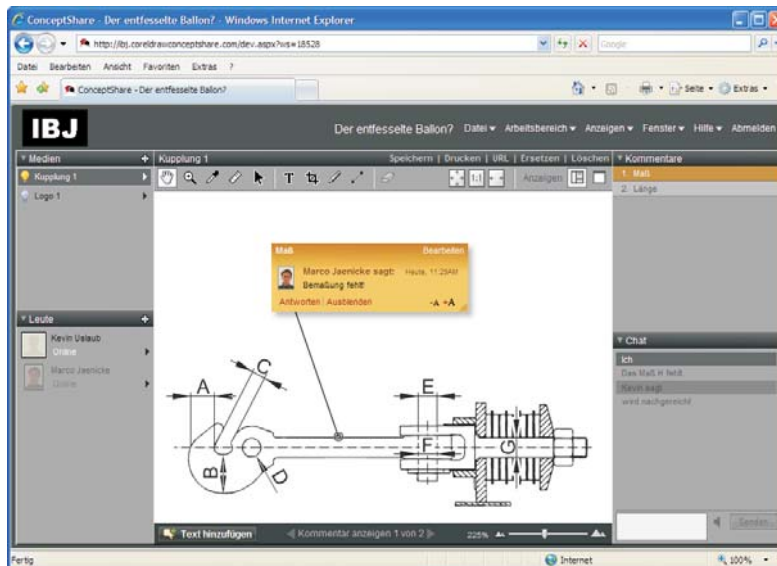 ConceptShare - Der entfesselte Ballon? - Windows Internet Explorer
http://ibj.coreldrawconceptshare.com/dev.aspx?ws=18528
Google
Datei Bearbeiten Ansicht Favoriten Extras ?
ConceptShare - Der entfesselte Ballon?
Seite Extras
IBJ
Der entfesselte Ballon? Datei Arbeitsbereich Anzeigen Fenster Hilfe Abmelden
Medien +
Kupplung 1
Logo 1
Kupplung 1 Speichern | Drucken | URL | Ersetzen | Löschen
T 1:1 Anzeigen
Kommentare
1. Maß
2. Länge
Maß Bearbeiten
Marco Jaenicke sagt: Heute, 11:25AM
Bemaßung fehlt!
Antworten | Ausblenden -A +A
Leute +
Kevin Uslaub
Online
Marco Jaenicke
Online
Chat
Ich
Das Maß H fehlt
Kevin sagt
wird nachgereicht!
A
C
B
D
E
F
G
Text hinzufügen
Kommentar anzeigen 1 von 2
225%
Senden
Fertig
Internet
100%